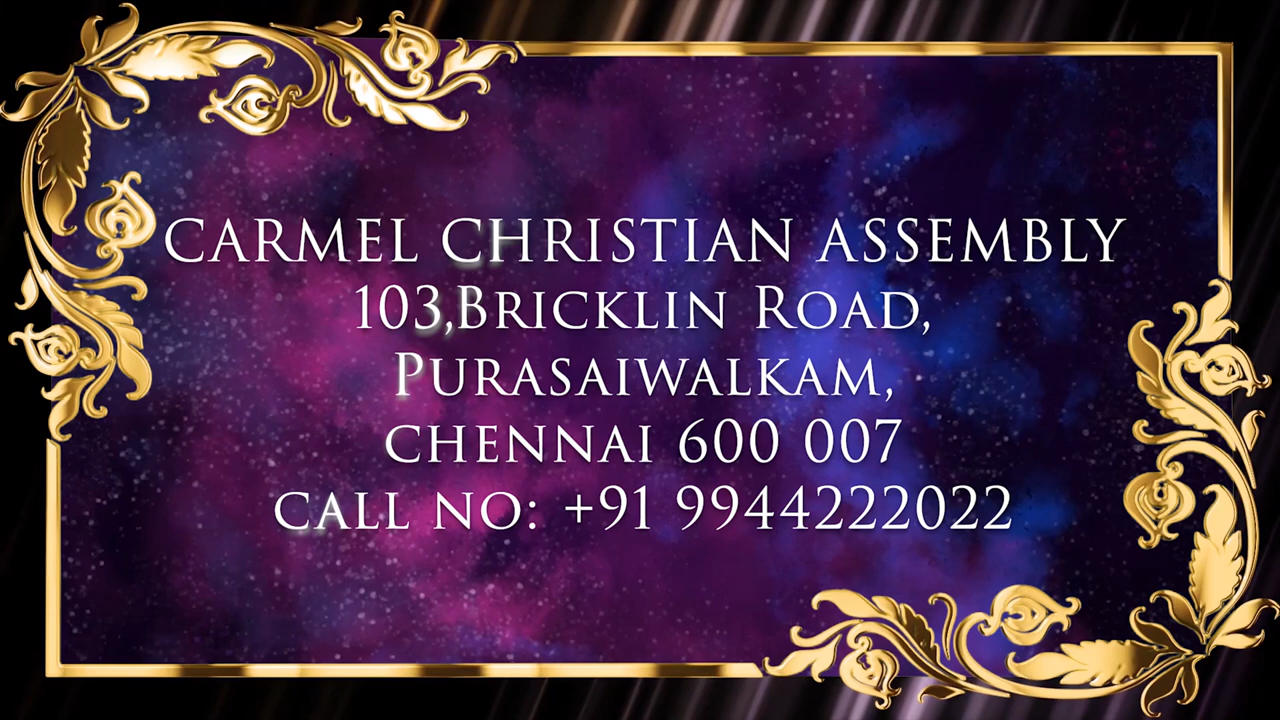 CARMEL CHRISTIAN ASSEMBLY
103,Bricklin Road,
Purasaiwalkam,
chennai 600 007
call no: +91 9944222022